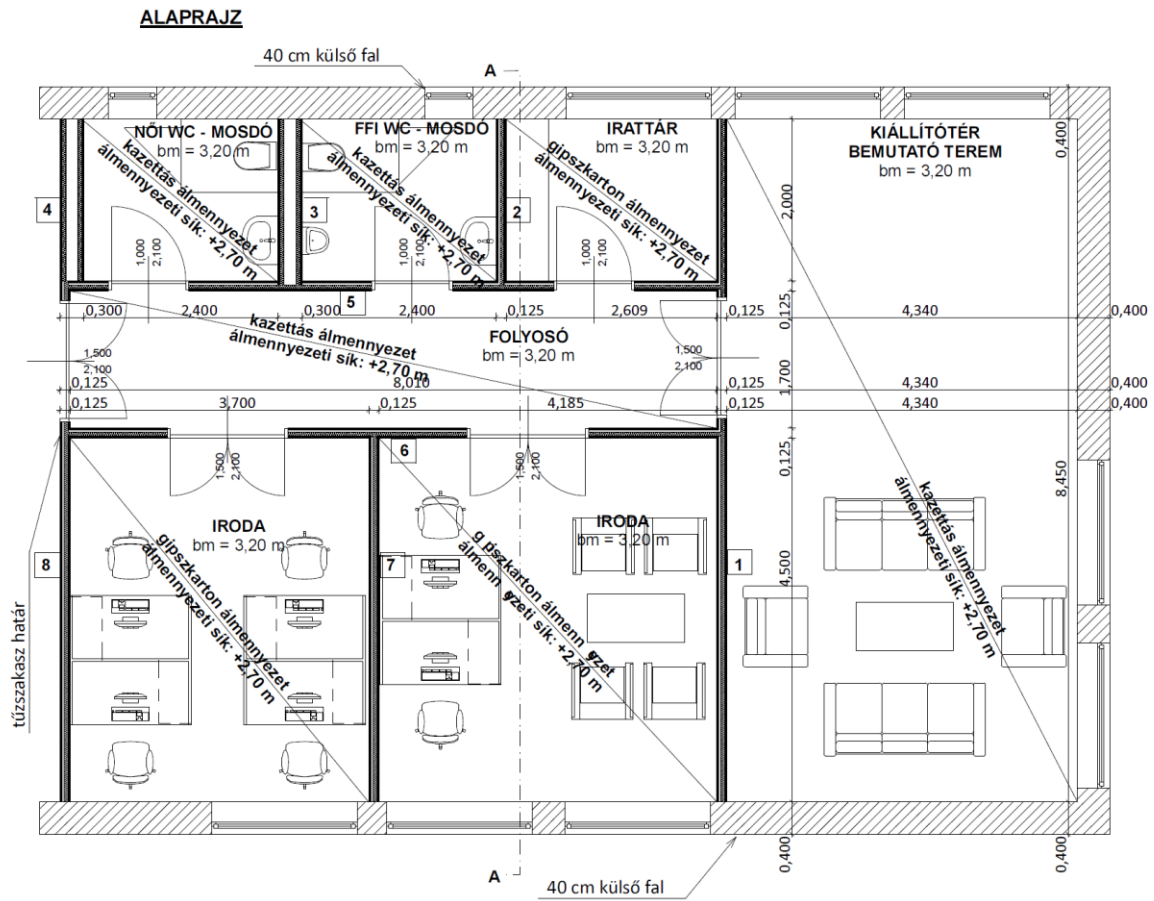 ALAPRAJZ
40 cm külső fal
A
NŐI WC - MOSDÓ
bm = 3,20 m
kazettás álmennyezet
álmennyezeti sík: +2,70 m
FFI WC - MOSDÓ
bm = 3,20 m
kazettás álmennyezet
álmennyezeti sík: +2,70 m
IRATTÁR
bm = 3,20 m
gipszkarton álmennyezet
álmennyezeti sík: +2,70 m
KIÁLLÍTÓTÉR
BEMUTATÓ TEREM
bm = 3,20 m
0,400
2,000
4
3
2
1,000
2,100
1,000
2,100
1,000
2,100
5
0,300
2,400
0,300
2,400
0,125
2,609
0,125
0,125
4,340
0,400
kazettás álmennyezet
álmennyezeti sík: +2,70 m
FOLYOSÓ
bm = 3,20 m
1,500
2,100
1,500
2,100
1,700
0,125
8,010
0,125
4,340
0,400
0,125
3,700
0,125
4,185
0,125
4,340
0,400
6
1,500
2,100
1,500
2,100
0,125
8,450
IRODA
bm = 3,20 m
gipszkarton álmennyezet
álmennyezeti sík: +2,70 m
IRODA
bm = 3,20 m
g pszkarton álmenn zet
álmenn zeti sík: +2,70 m
kazettás álmennyezet
álmennyezeti sík: +2,70 m
8
7
1
4,500
tűzszakasz határ
0,400
0,400
A
40 cm külső fal